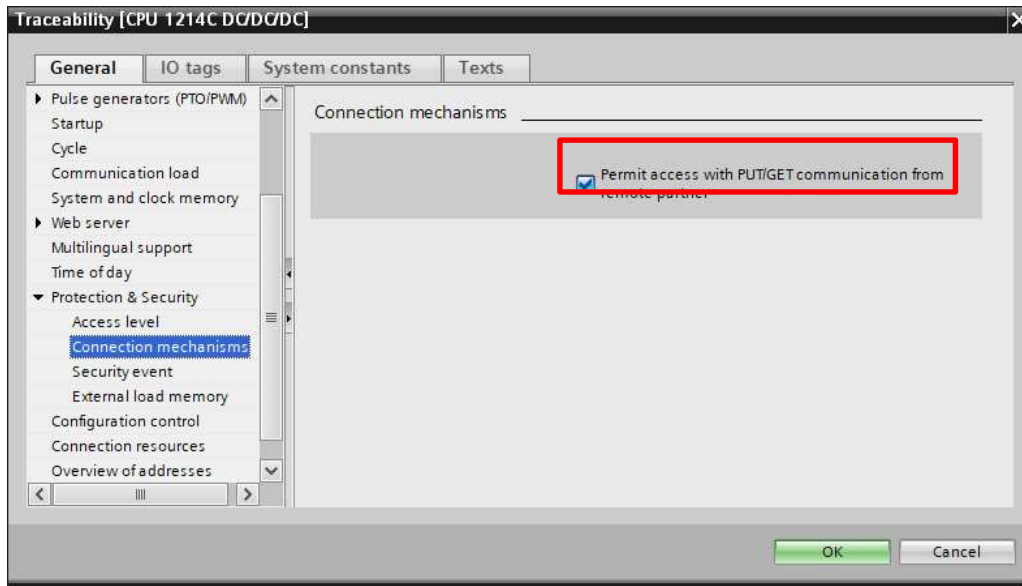 Traceability [CPU 1214C DC/DC/DC]
General
IO tags
System constants
Texts
Pulse generators (PTO/PWM)
Startup
Cycle
Communication load
System and clock memory
Web server
Multilingual support
Time of day
Protection & Security
Access level
Connection mechanisms
Security event
External load memory
Configuration control
Connection resources
Overview of addresses
Connection mechanisms
Permit access with PUT/GET communication from
remote partner
OK
Cancel